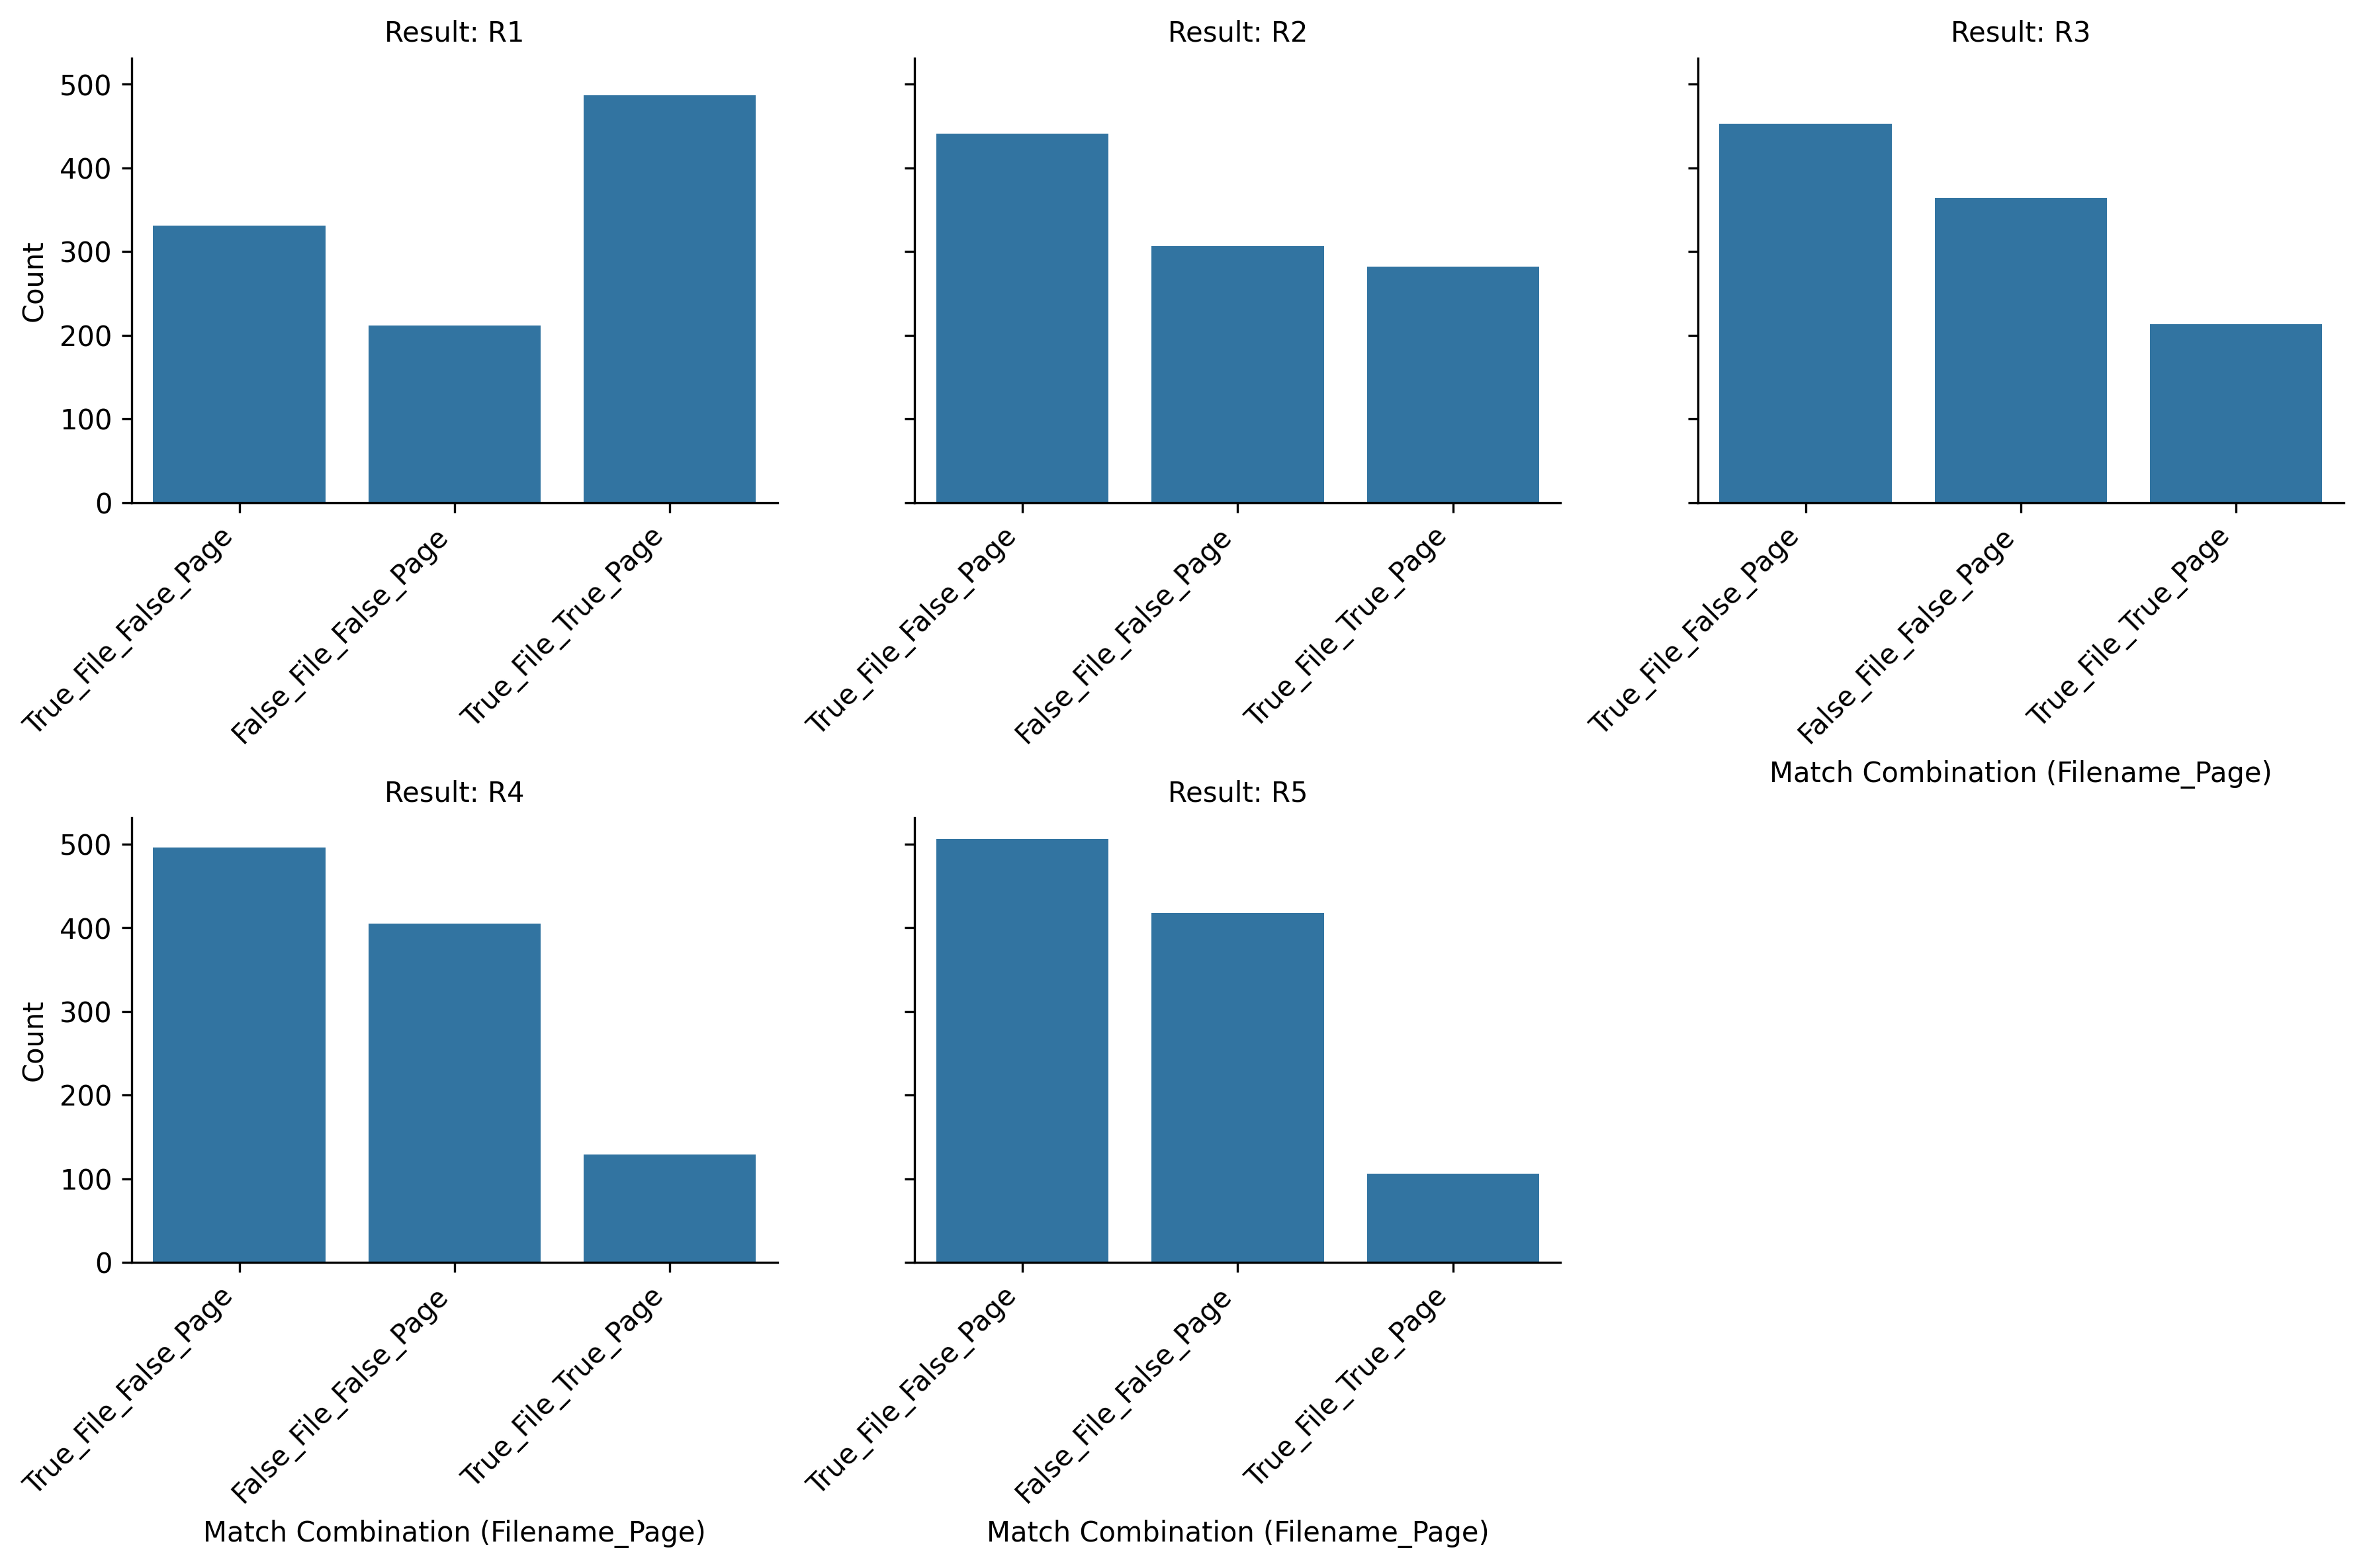 Result: R1
Count
500
400
300
200
100
0
True_File_False_Page
False_File_False_Page
True_File_True_Page
Result: R2
True_File_False_Page
False_File_False_Page
True_File_True_Page
Result: R3
True_File_False_Page
False_File_False_Page
True_File_True_Page
Match Combination (Filename_Page)
Result: R4
Count
500
400
300
200
100
0
True_File_False_Page
False_File_False_Page
True_File_True_Page
Match Combination (Filename_Page)
Result: R5
True_File_False_Page
False_File_False_Page
True_File_True_Page
Match Combination (Filename_Page)